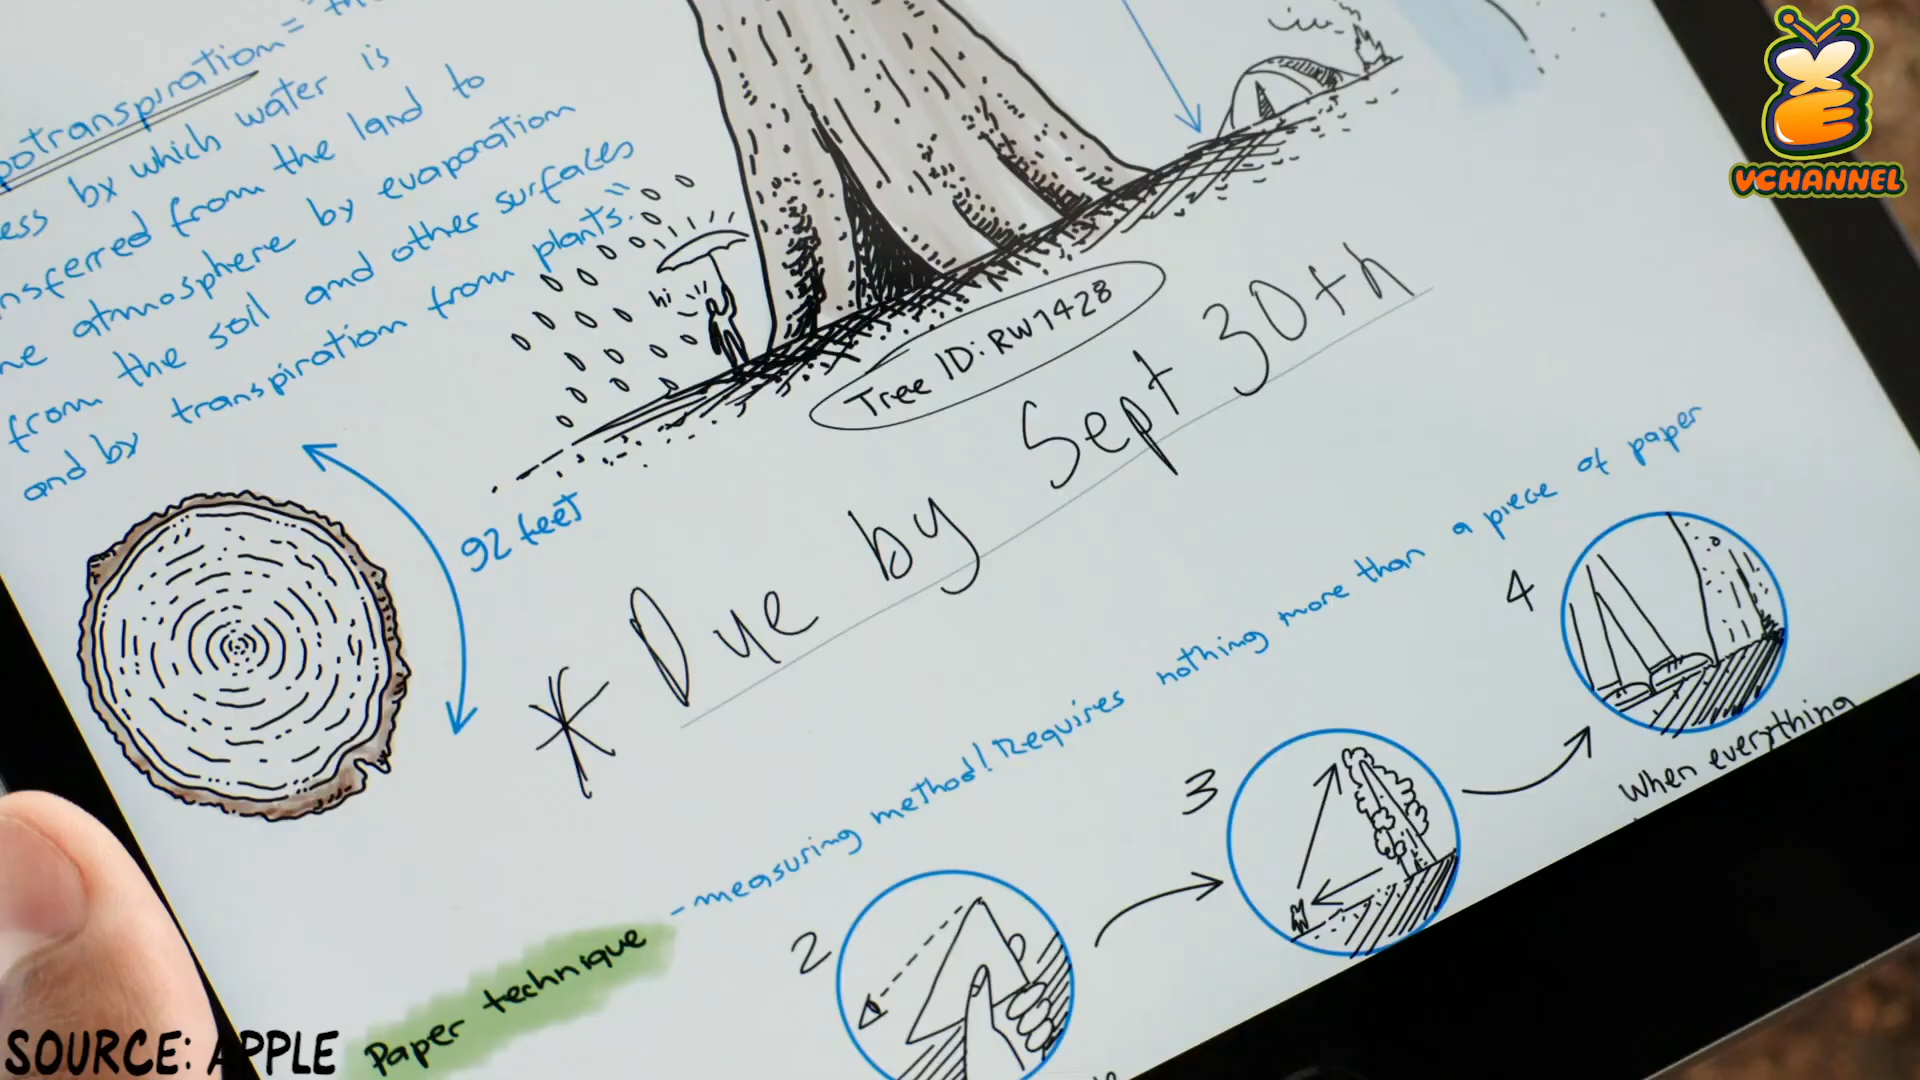 potranspiration =
ess by which water is
nsferred from the land to
he atmosphere by evaporation
from the soil and other surfaces
and by transpiration from plants."
hi
Tree ID: RW1428
92 feet
* Due by Sept 30th
Paper technique
- measuring method! Requires nothing more than a piece of paper
2
3
4
When everything
SOURCE: APPLE
VCHANNEL